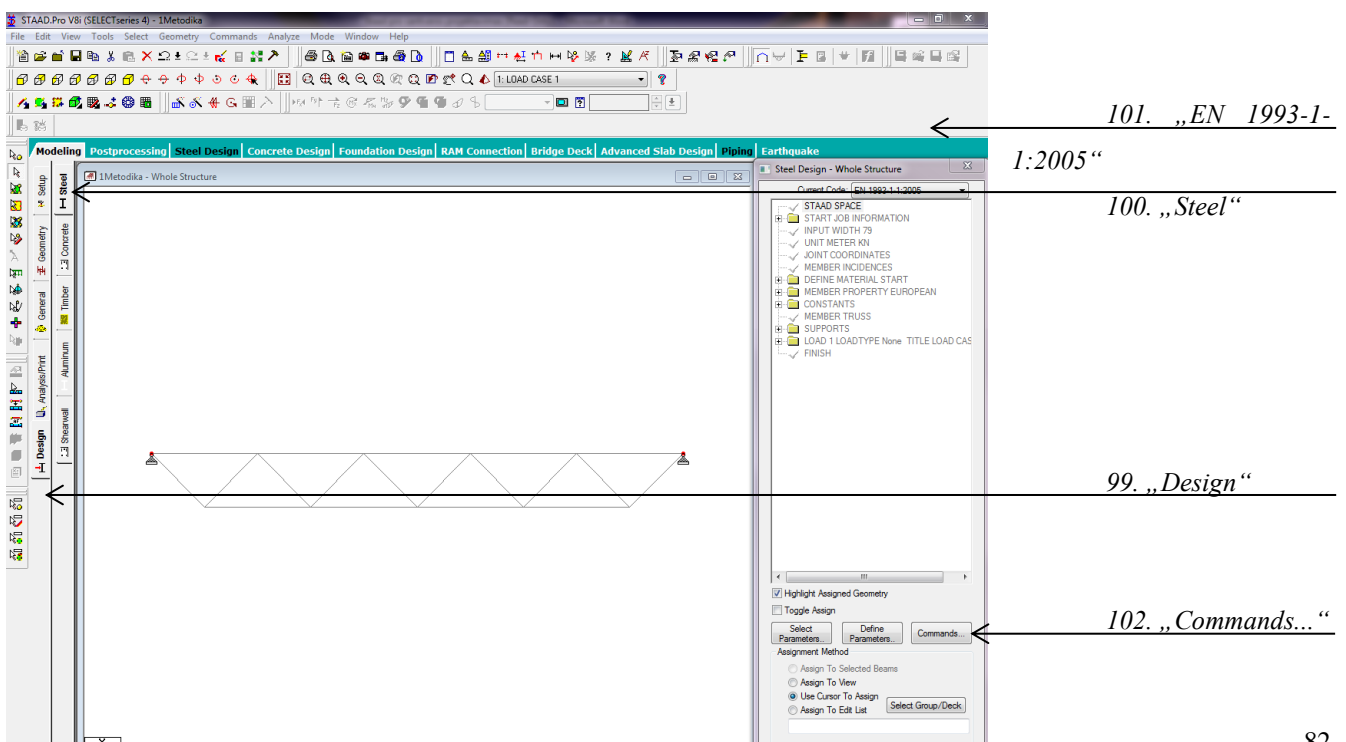 STAAD.Pro V8i (SELECTseries 4) - 1Metodika
File Edit View Tools Select Geometry Commands Analyze Mode Window Help
1: LOAD CASE 1
Modeling Postprocessing Steel Design Concrete Design Foundation Design RAM Connection Bridge Deck Advanced Slab Design Piping Earthquake
Setup
Geometry
General
Analysis/Print
Design
Steel
Concrete
Timber
Aluminum
Shearwall
1Metodika - Whole Structure
Steel Design - Whole Structure
Current Code: EN 1993-1-1:2005
STAAD SPACE
START JOB INFORMATION
INPUT WIDTH 79
UNIT METER KN
JOINT COORDINATES
MEMBER INCIDENCES
DEFINE MATERIAL START
MEMBER PROPERTY EUROPEAN
CONSTANTS
MEMBER TRUSS
SUPPORTS
LOAD 1 LOADTYPE None TITLE LOAD CAS
FINISH
Highlight Assigned Geometry
Toggle Assign
Select Parameters..
Define Parameters..
Commands...
Assignment Method
Assign To Selected Beams
Assign To View
Use Cursor To Assign
Assign To Edit List
Select Group/Deck
101. „EN 1993-1-
1:2005“
100. „Steel“
99. „Design“
102. „Commands...“
82